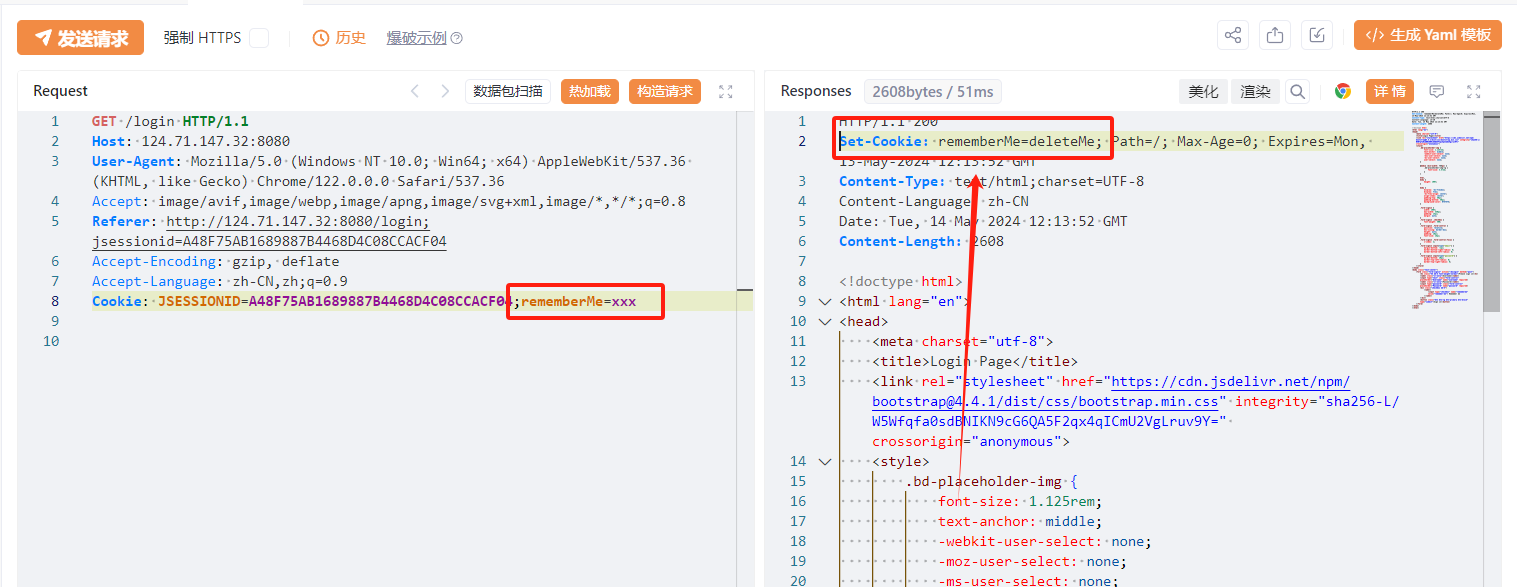 发送请求 强制 HTTPS 历史 爆破示例 </> 生成 Yaml 模板
Request 数据包扫描 热加载 构造请求
1 GET /login HTTP/1.1
2 Host: 124.71.147.32:8080
3 User-Agent: Mozilla/5.0 (Windows NT 10.0; Win64; x64) AppleWebKit/537.36
(KHTML, like Gecko) Chrome/122.0.0.0 Safari/537.36
4 Accept: image/avif,image/webp,image/apng,image/svg+xml,image/*,*/*;q=0.8
5 Referer: http://124.71.147.32:8080/login;
jsessionid=A48F75AB1689887B4468D4C08CCACF04
6 Accept-Encoding: gzip, deflate
7 Accept-Language: zh-CN,zh;q=0.9
8 Cookie: JSESSIONID=A48F75AB1689887B4468D4C08CCACF04;rememberMe=xxx
9
10
Responses 2608bytes / 51ms 美化 渲染 详情
1 HTTP/1.1 200
2 Set-Cookie: rememberMe=deleteMe; Path=/; Max-Age=0; Expires=Mon,
13-May-2024 12:13:52 GMT
3 Content-Type: text/html;charset=UTF-8
4 Content-Language: zh-CN
5 Date: Tue, 14 May 2024 12:13:52 GMT
6 Content-Length: 2608
7
8 <!doctype html>
9 <html lang="en">
10 <head>
11 <meta charset="utf-8">
12 <title>Login Page</title>
13 <link rel="stylesheet" href="https://cdn.jsdelivr.net/npm/
bootstrap@4.4.1/dist/css/bootstrap.min.css" integrity="sha256-L/
W5Wfqfa0sdBNIKN9cG6QA5F2qx4qICmU2VgLruv9Y="
crossorigin="anonymous">
14 <style>
15 .bd-placeholder-img {
16 font-size: 1.125rem;
17 text-anchor: middle;
18 -webkit-user-select: none;
19 -moz-user-select: none;
20 -ms-user-select: none;